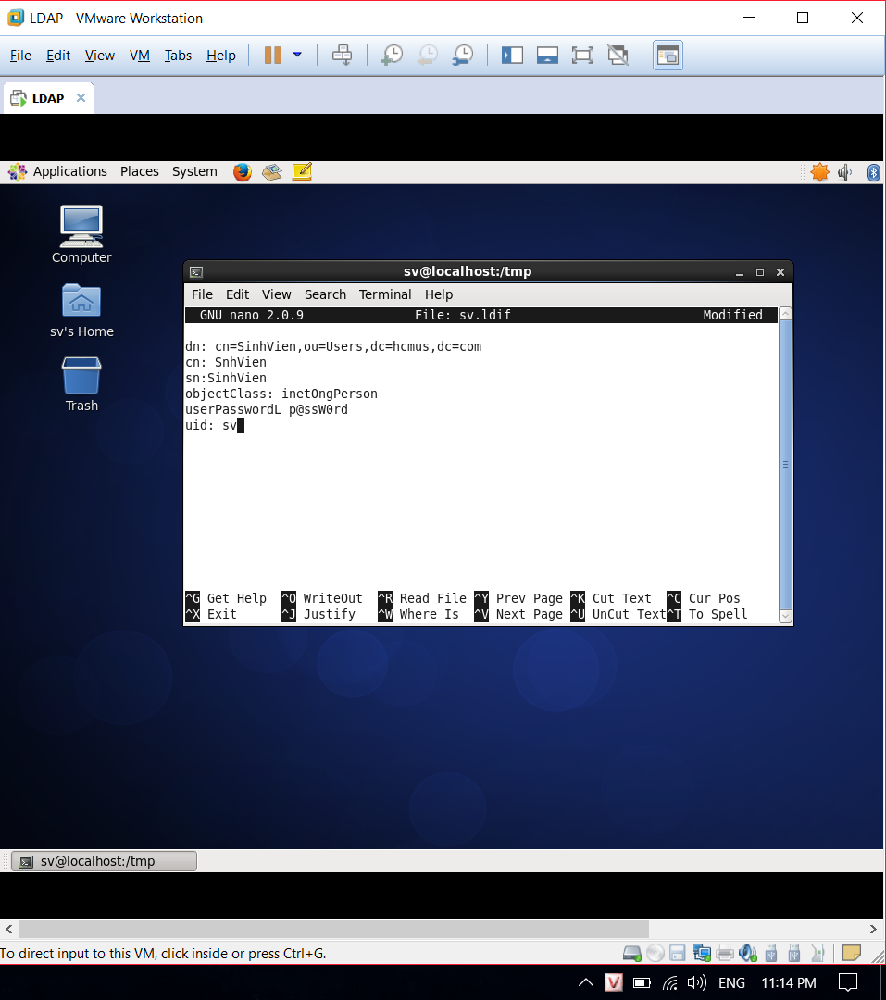 LDAP - VMware Workstation
File Edit View VM Tabs Help
LDAP
Applications Places System
Computer
sv's Home
Trash
sv@localhost:/tmp
File Edit View Search Terminal Help
GNU nano 2.0.9 File: sv.ldif Modified
dn: cn=SinhVien,ou=Users,dc=hcmus,dc=com
cn: SnhVien
sn:SinhVien
objectClass: inetOngPerson
userPasswordL p@ssW0rd
uid: sv
^G Get Help ^O WriteOut ^R Read File ^Y Prev Page ^K Cut Text ^C Cur Pos
^X Exit ^J Justify ^W Where Is ^V Next Page ^U UnCut Text^T To Spell
sv@localhost:/tmp
To direct input to this VM, click inside or press Ctrl+G.
V ENG 11:14 PM